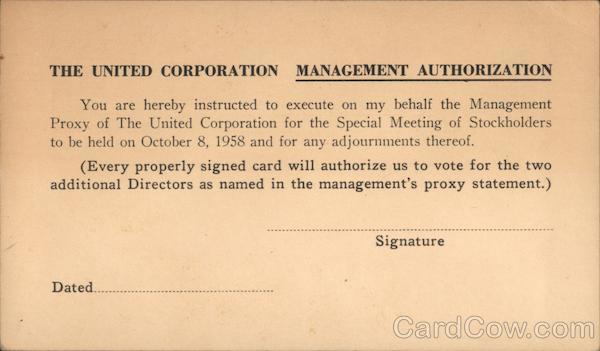 THE UNITED CORPORATION MANAGEMENT AUTHORIZATION
You are hereby instructed to execute on my behalf the Management
Proxy of The United Corporation for the Special Meeting of Stockholders
to be held on October 8, 1958 and for any adjournments thereof.
(Every properly signed card will authorize us to vote for the two
additional Directors as named in the management's proxy statement.)
Signature
Dated
CardCow.com